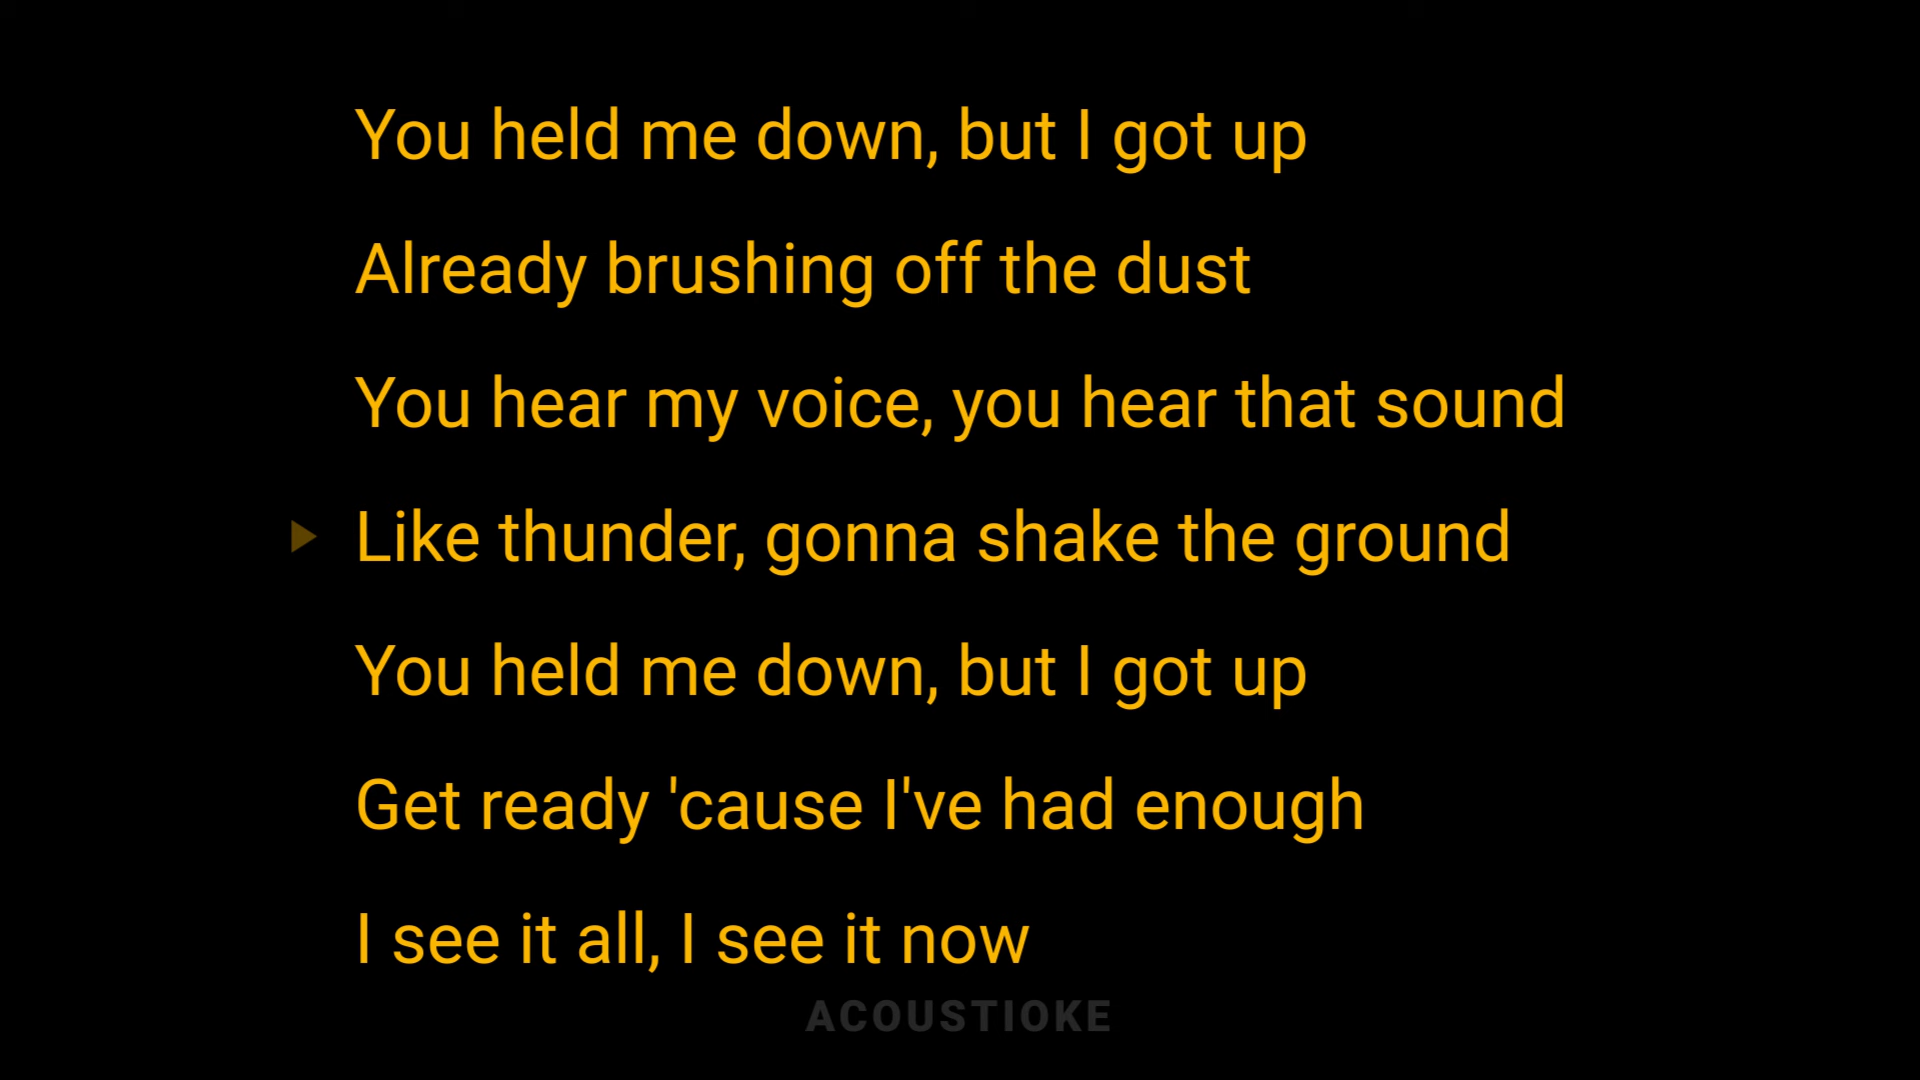 You held me down, but I got up
Already brushing off the dust
You hear my voice, you hear that sound
Like thunder, gonna shake the ground
You held me down, but I got up
Get ready 'cause I've had enough
I see it all, I see it now
ACOUSTIOKE